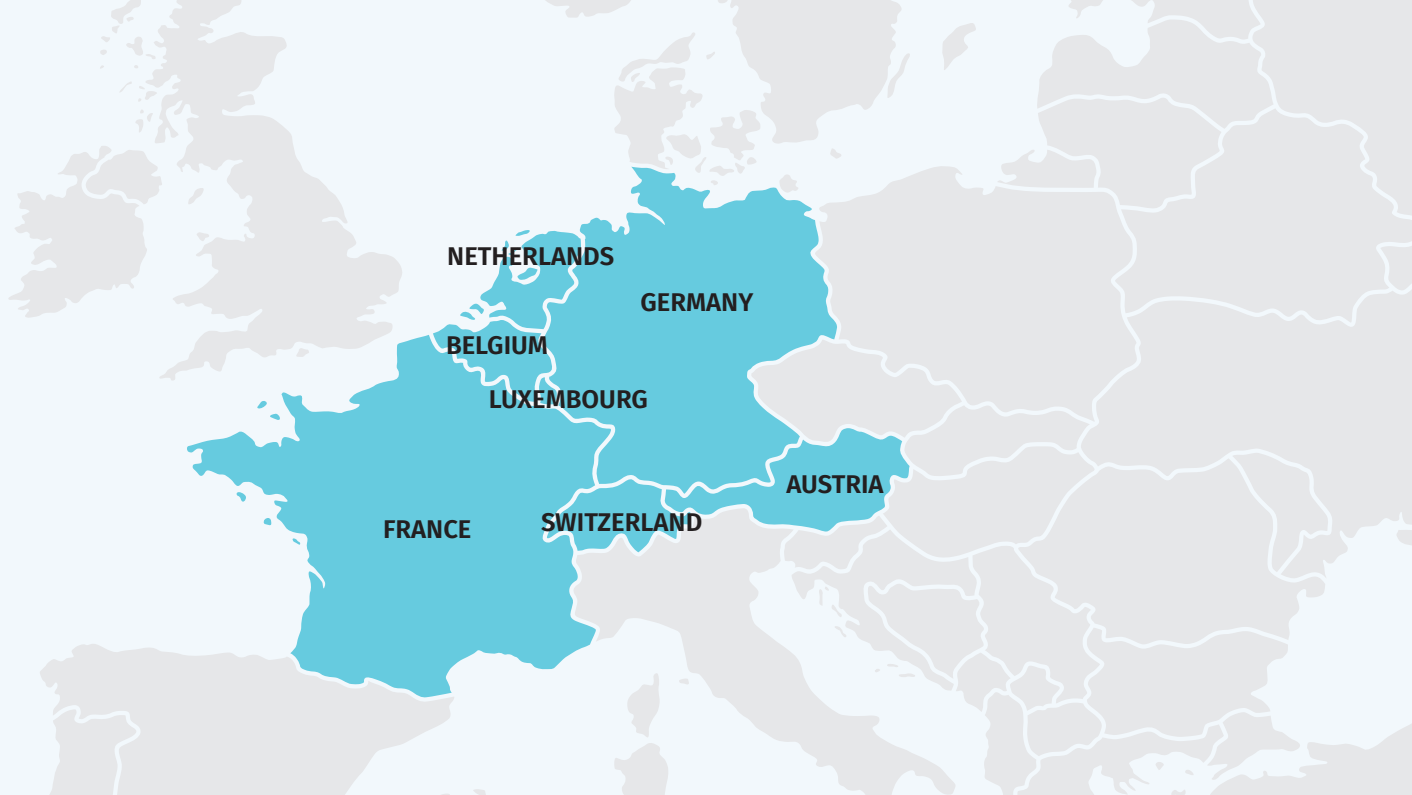 NETHERLANDS
GERMANY
BELGIUM
LUXEMBOURG
AUSTRIA
SWITZERLAND
FRANCE